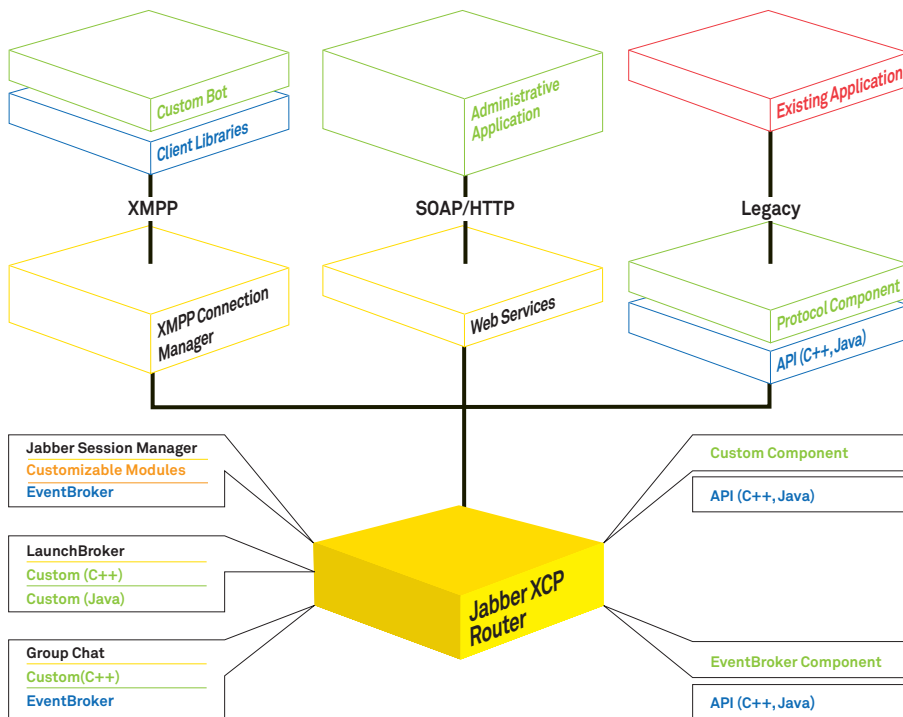 Custom Bot
Client Libraries
Administrative
Application
Existing Application
XMPP
SOAP/HTTP
Legacy
XMPP Connection
Manager
Web Services
Protocol Component
API (C++, Java)
Jabber Session Manager
Customizable Modules
EventBroker
LaunchBroker
Custom (C++)
Custom (Java)
Group Chat
Custom(C++)
EventBroker
Jabber XCP
Router
Custom Component
API (C++, Java)
EventBroker Component
API (C++, Java)